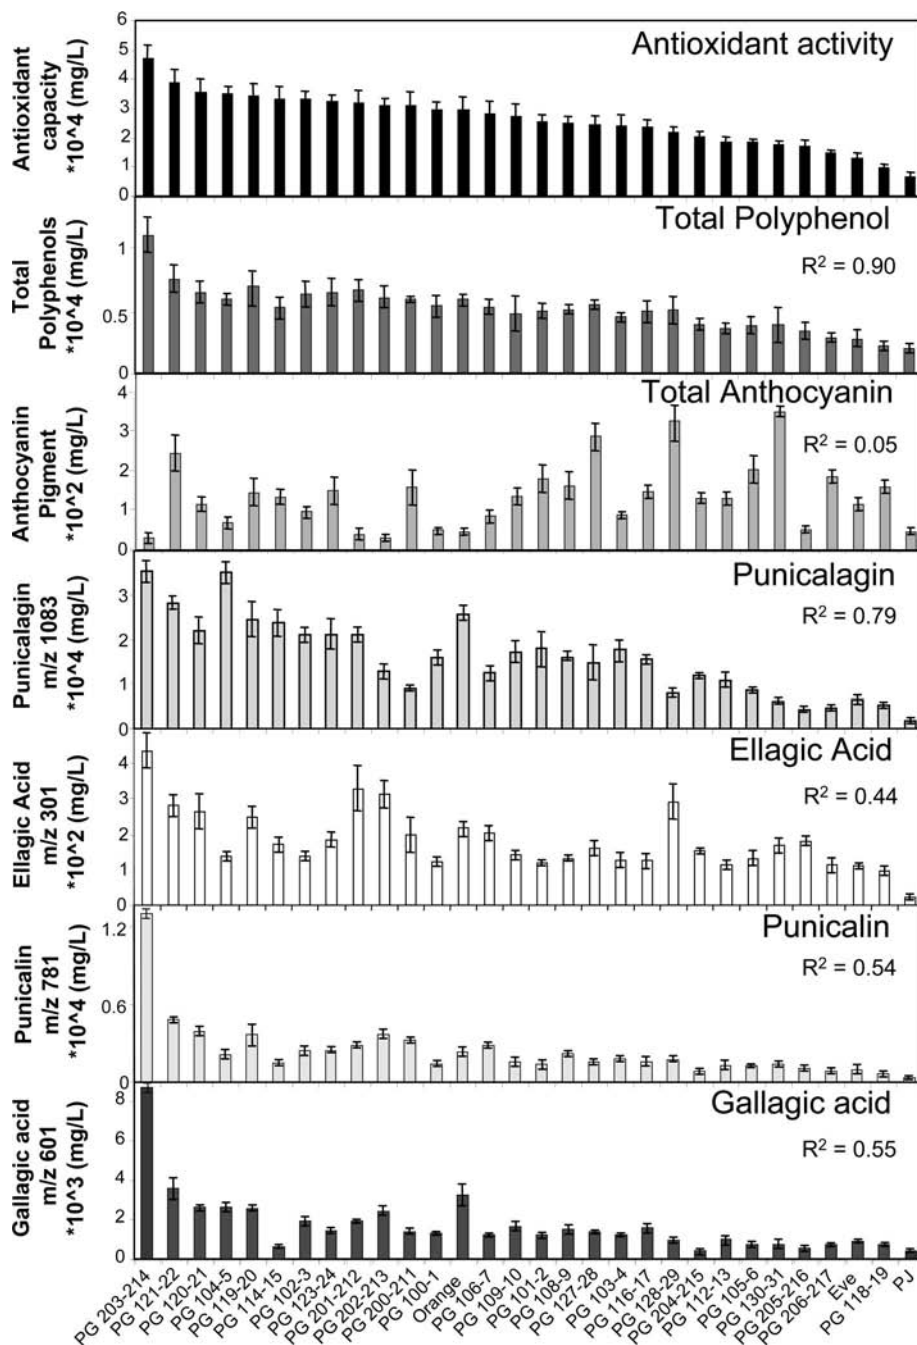 Antioxidant activity
Antioxidant
capacity
*10^4 (mg/L)
6
5
4
3
2
1
0
Total Polyphenol
R² = 0.90
Total
Polyphenols
*10^4 (mg/L)
1
0.5
0
Total Anthocyanin
R² = 0.05
Anthocyanin
Pigment
*10^2 (mg/L)
4
3
2
1
0
Punicalagin
R² = 0.79
Punicalagin
m/z 1083
*10^4 (mg/L)
3
2
1
0
Ellagic Acid
R² = 0.44
Ellagic Acid
m/z 301
*10^2 (mg/L)
4
3
2
1
0
Punicalin
R² = 0.54
Punicalin
m/z 781
*10^4 (mg/L)
1.2
0.6
0
Gallagic acid
R² = 0.55
Gallagic acid
m/z 601
*10^3 (mg/L)
8
6
4
2
0
PG 203-214
PG 121-22
PG 120-21
PG 104-5
PG 119-20
PG 114-15
PG 102-3
PG 123-24
PG 201-212
PG 202-213
PG 200-211
PG 100-1
Orange
PG 106-7
PG 109-10
PG 101-2
PG 108-9
PG 127-28
PG 103-4
PG 116-17
PG 128-29
PG 204-215
PG 112-13
PG 105-6
PG 130-31
PG 205-216
PG 206-217
Eve
PG 118-19
PJ